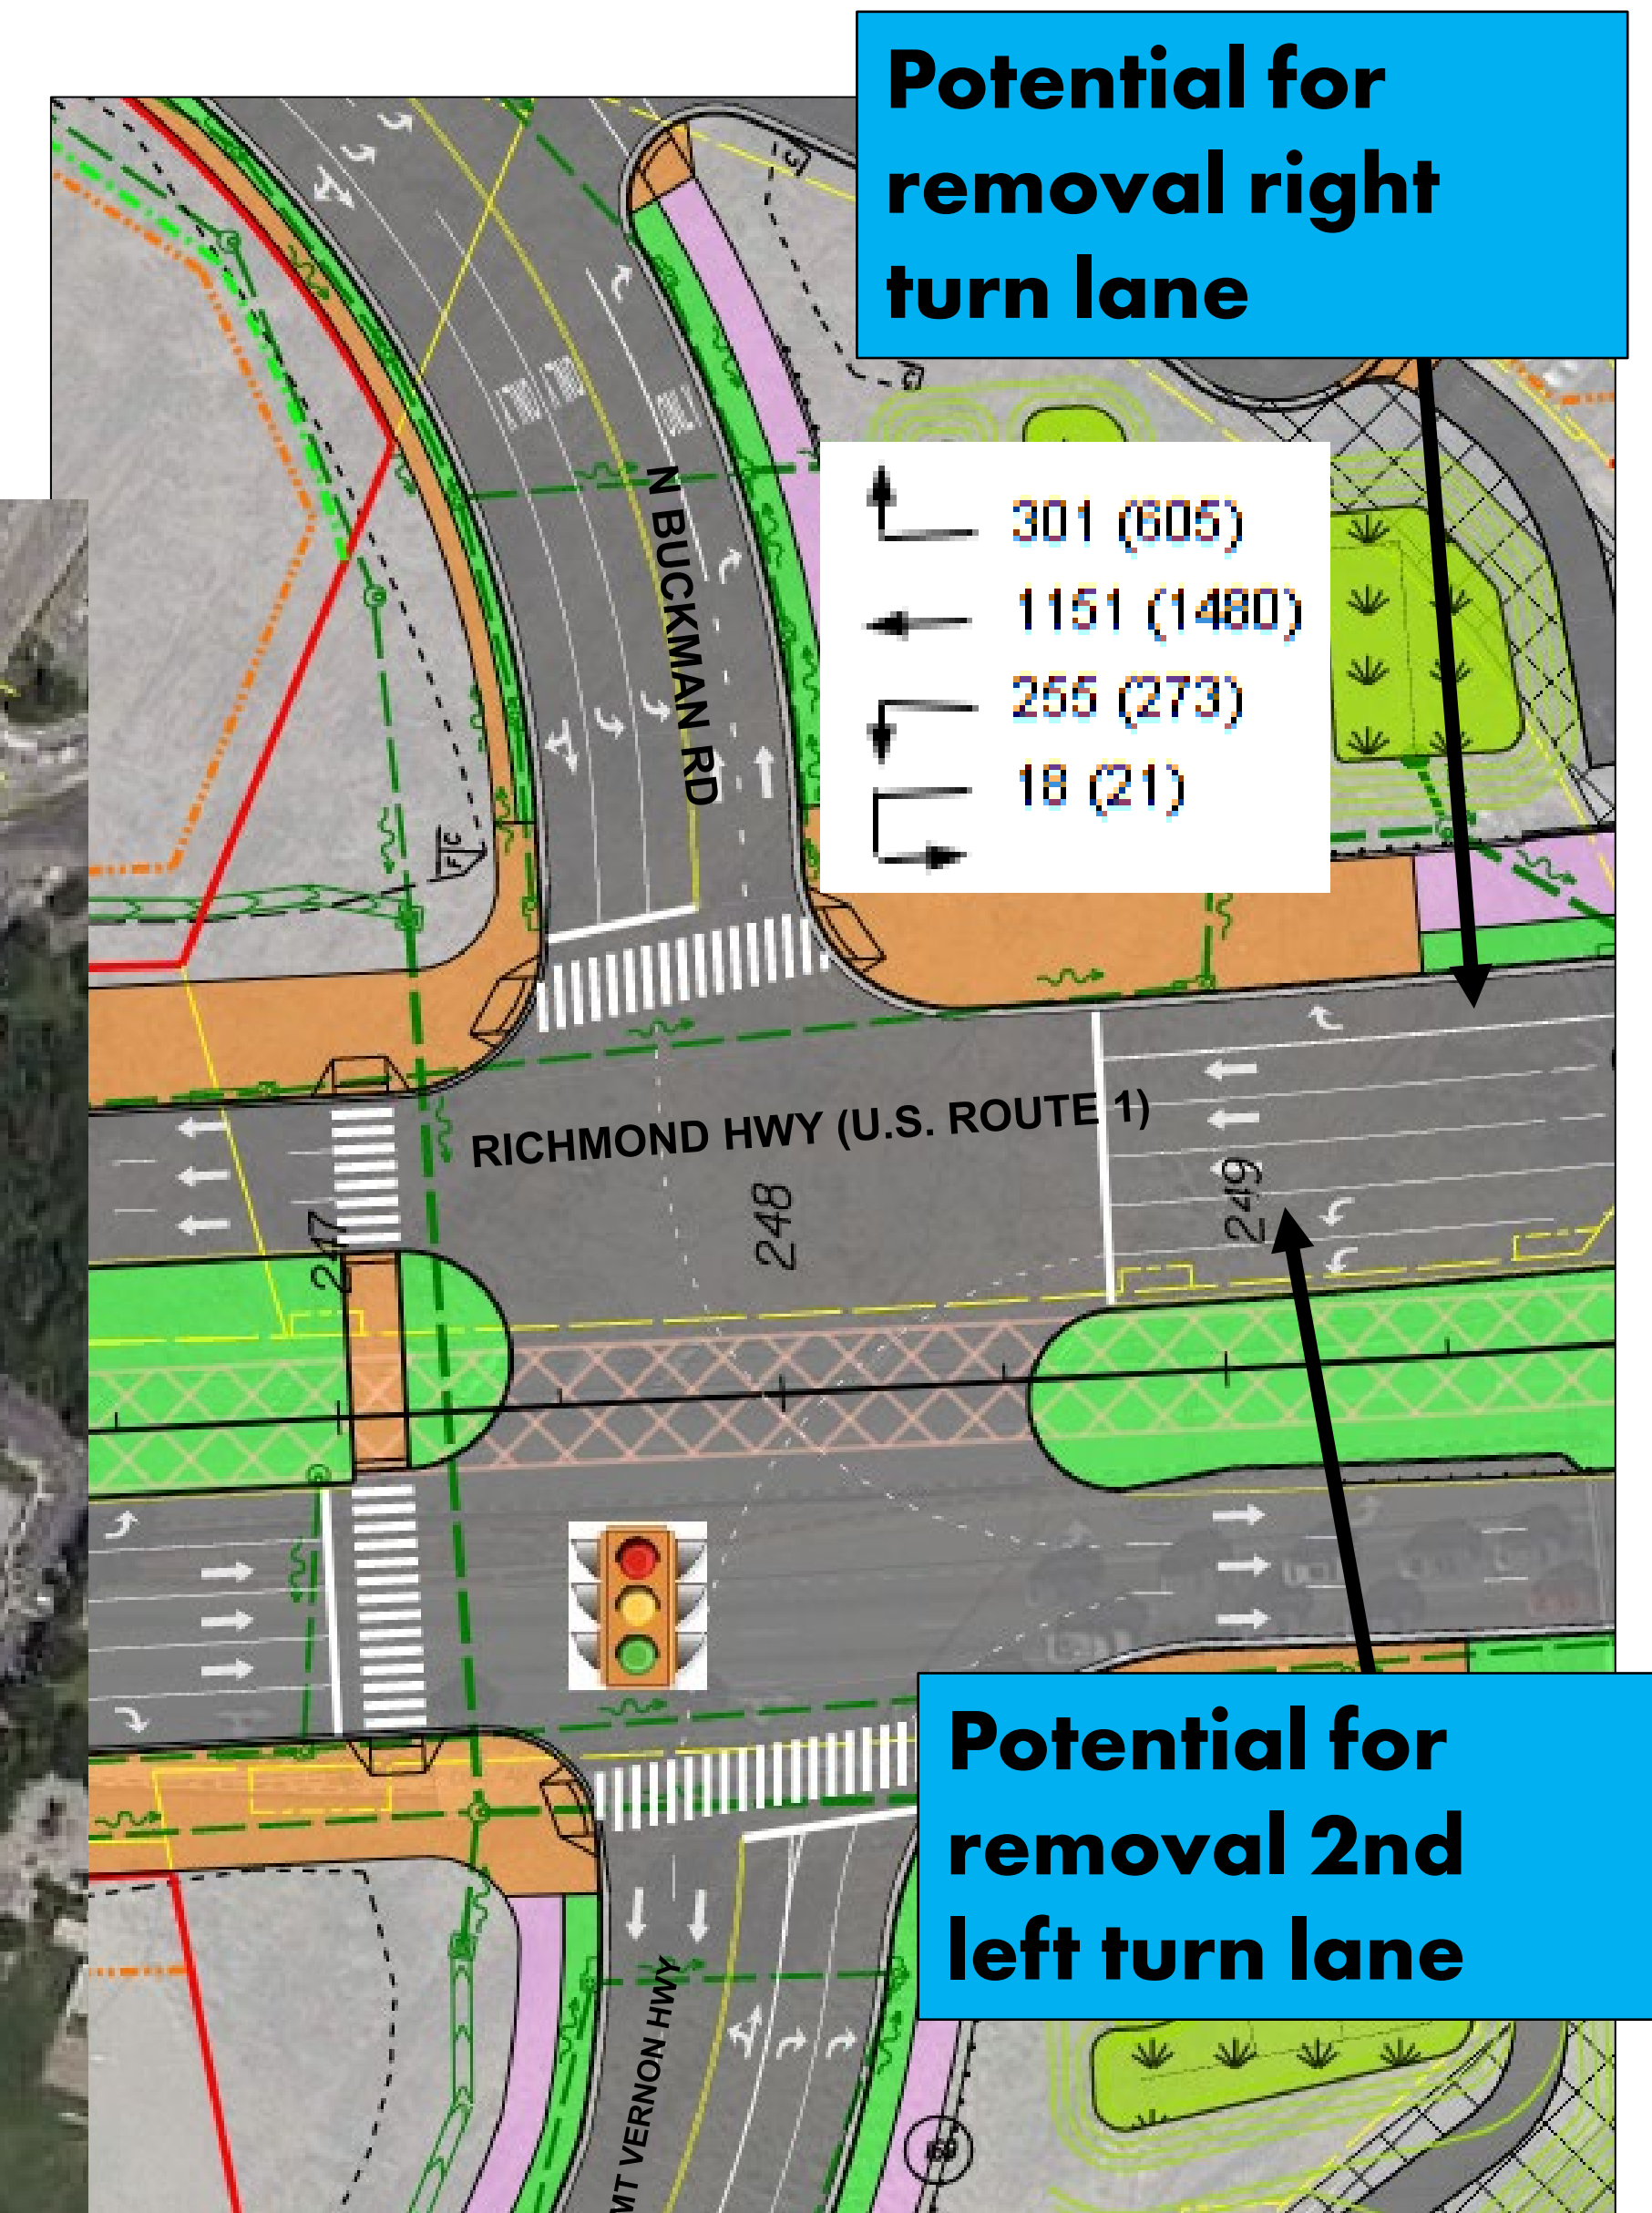 Potential for
removal right
turn lane
N BUCKMAN RD
301 (605)
1151 (1480)
255 (273)
18 (21)
F C
RICHMOND HWY (U.S. ROUTE 1)
247
248
249
Potential for
removal 2nd
left turn lane
MT VERNON HWY